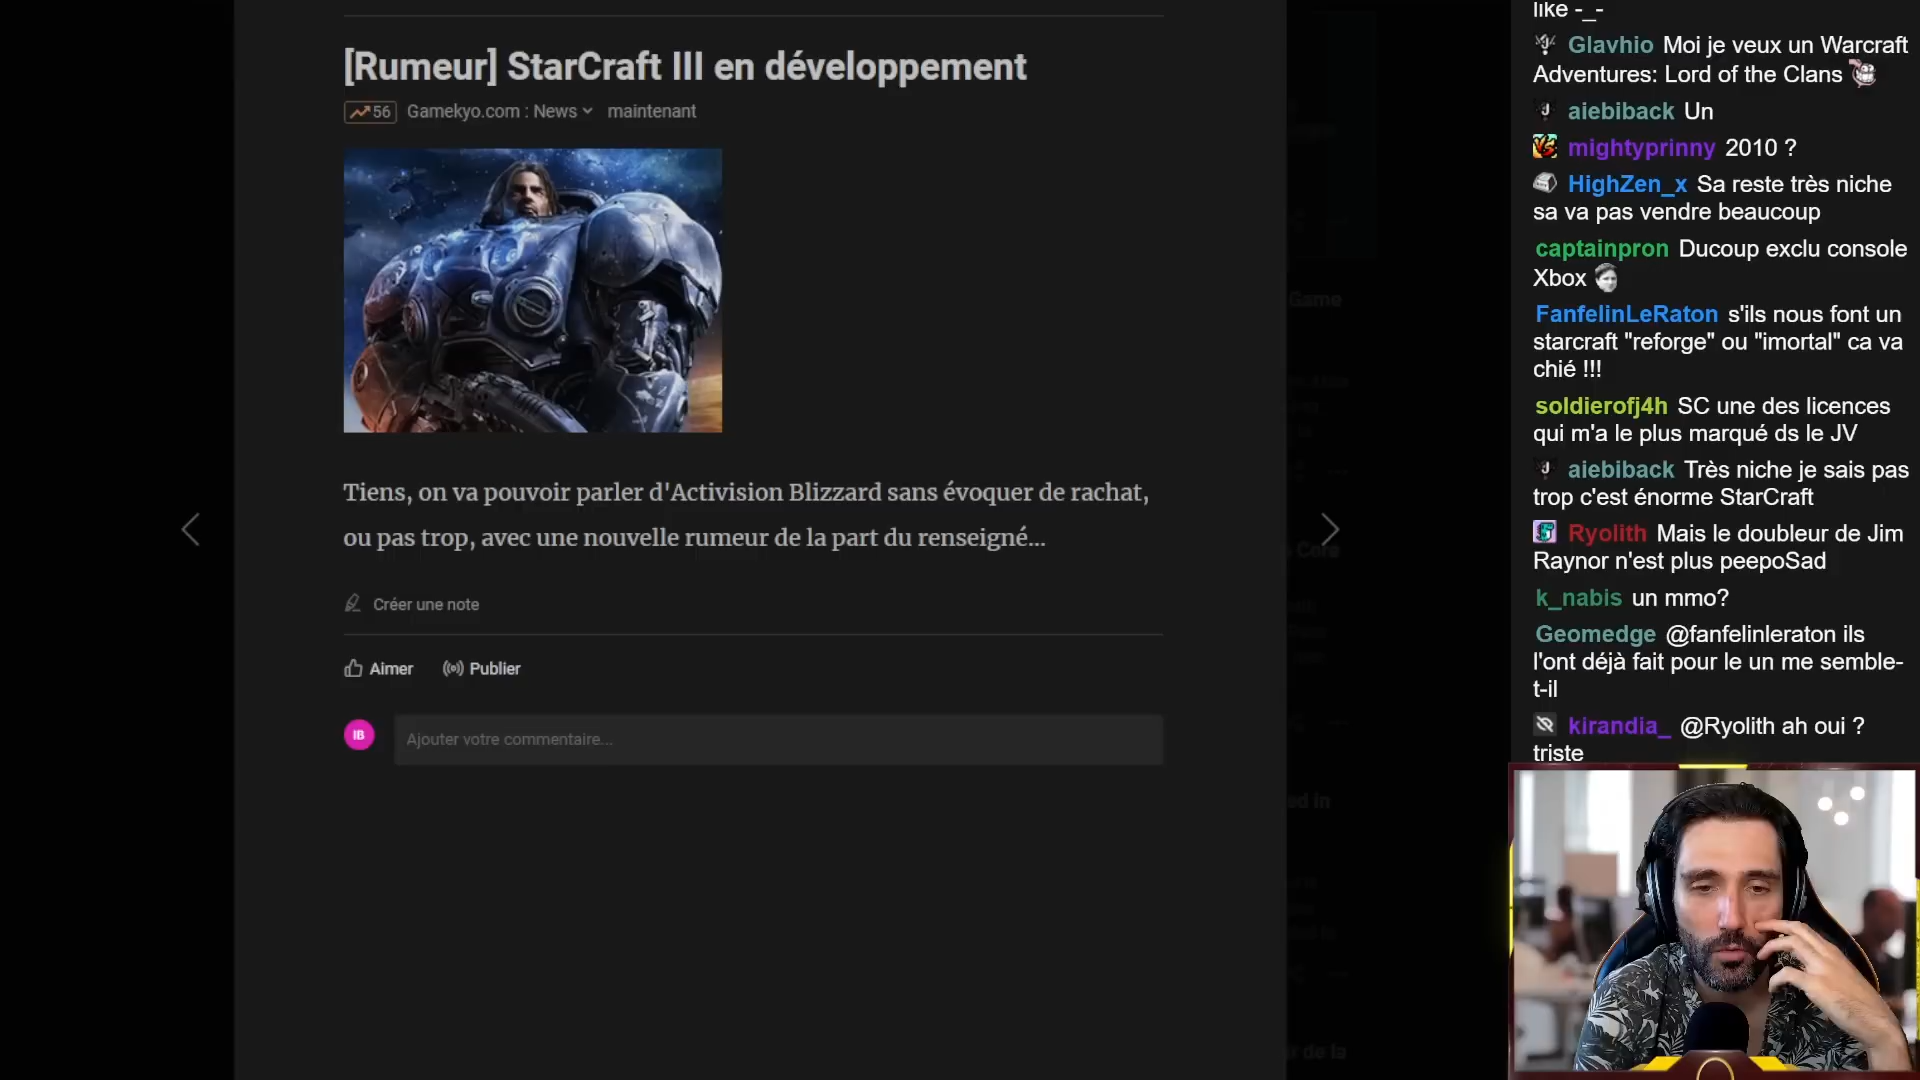 [Rumeur] StarCraft III en développement
56 Gamekyo.com : News maintenant
Tiens, on va pouvoir parler d'Activision Blizzard sans évoquer de rachat,
ou pas trop, avec une nouvelle rumeur de la part du renseigné...
Créer une note
Aimer Publier
IB Ajouter votre commentaire...
Game
Core
ed in
r de la
like -_-
Glavhio Moi je veux un Warcraft
Adventures: Lord of the Clans
aiebiback Un
mightyprinny 2010 ?
HighZen_x Sa reste très niche
sa va pas vendre beaucoup
captainpron Ducoup exclu console
Xbox
FanfelinLeRaton s'ils nous font un
starcraft "reforge" ou "imortal" ca va
chié !!!
soldierofj4h SC une des licences
qui m'a le plus marqué ds le JV
aiebiback Très niche je sais pas
trop c'est énorme StarCraft
Ryolith Mais le doubleur de Jim
Raynor n'est plus peepoSad
k_nabis un mmo?
Geomedge @fanfelinleraton ils
l'ont déjà fait pour le un me semble-
t-il
kirandia_ @Ryolith ah oui ?
triste